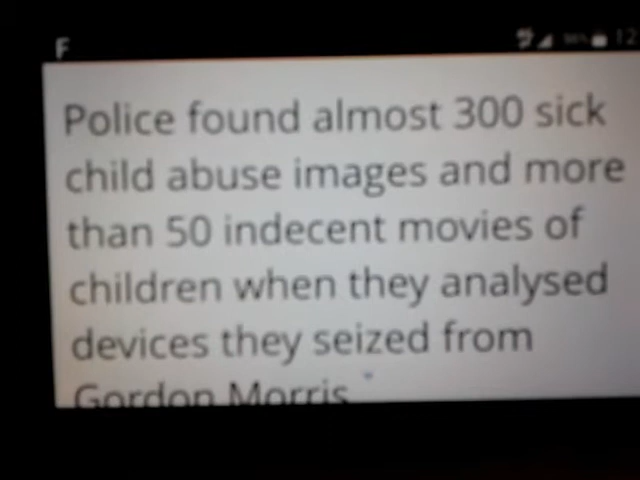 F
12
Police found almost 300 sick
child abuse images and more
than 50 indecent movies of
children when they analysed
devices they seized from
Gordon Morris